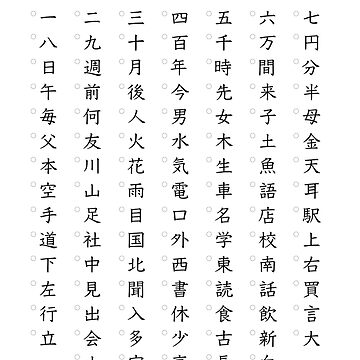 一 二 三 四 五 六 七
八 九 十 百 千 万 円
日 週 月 年 時 間 分
午 前 後 今 先 来 半
毎 何 人 男 女 子 母
父 友 火 水 木 土 金
本 川 花 気 生 魚 天
空 山 雨 電 車 語 耳
手 足 目 口 名 店 駅
道 社 国 外 学 校 上
下 中 北 西 東 南 右
左 見 聞 書 読 話 買
行 出 入 休 食 飲 言
立 会 多 少 古 新 大